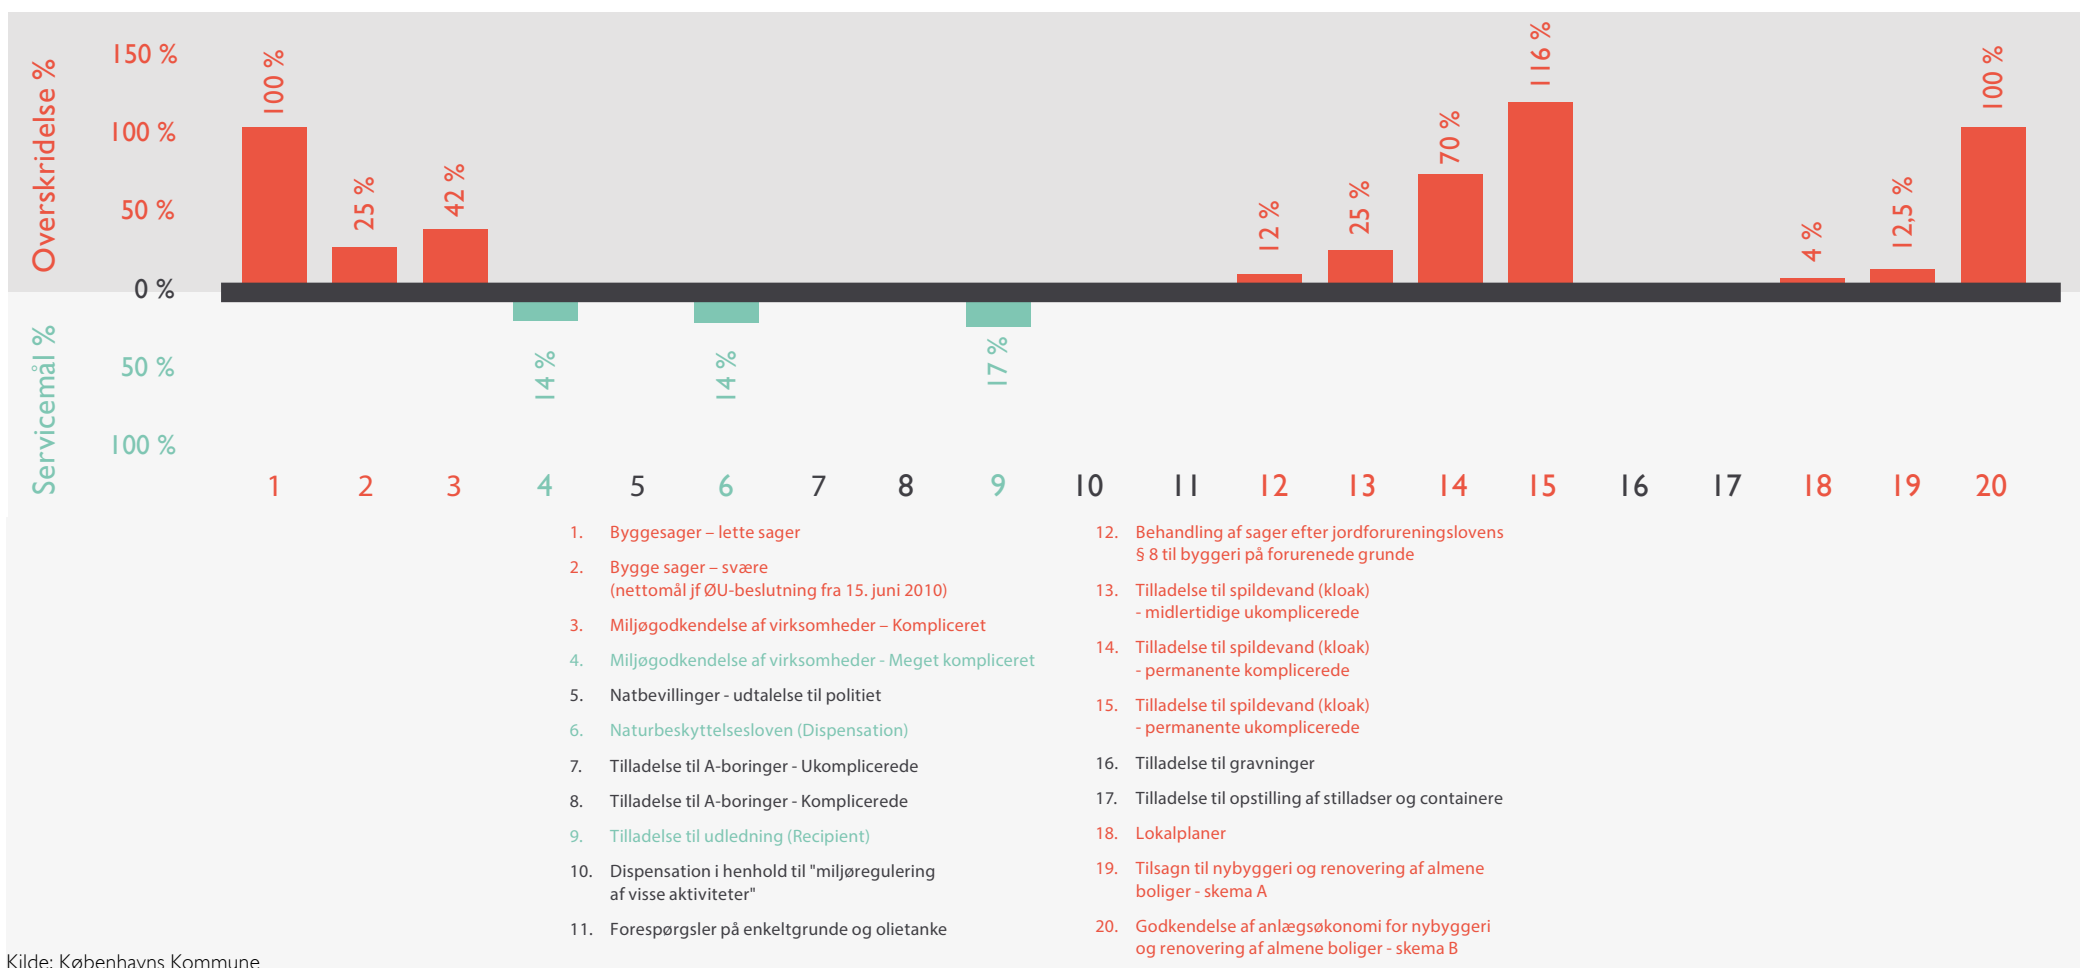 Overskridelse %
150 %
100 %
50 %
0 %
Servicemål %
50 %
100 %
100 %
25 %
42 %
14 %
14 %
17 %
12 %
25 %
70 %
116 %
4 %
12,5 %
100 %
1 2 3 4 5 6 7 8 9 10 11 12 13 14 15 16 17 18 19 20
1. Byggesager – lette sager
2. Bygge sager – svære
(nettomål jf ØU-beslutning fra 15. juni 2010)
3. Miljøgodkendelse af virksomheder – Kompliceret
4. Miljøgodkendelse af virksomheder - Meget kompliceret
5. Natbevillinger - udtalelse til politiet
6. Naturbeskyttelsesloven (Dispensation)
7. Tilladelse til A-boringer - Ukomplicerede
8. Tilladelse til A-boringer - Komplicerede
9. Tilladelse til udledning (Recipient)
10. Dispensation i henhold til "miljøregulering
af visse aktiviteter"
11. Forespørgsler på enkeltgrunde og olietanke
12. Behandling af sager efter jordforureningslovens
§ 8 til byggeri på forurenede grunde
13. Tilladelse til spildevand (kloak)
- midlertidige ukomplicerede
14. Tilladelse til spildevand (kloak)
- permanente komplicerede
15. Tilladelse til spildevand (kloak)
- permanente ukomplicerede
16. Tilladelse til gravninger
17. Tilladelse til opstilling af stilladser og containere
18. Lokalplaner
19. Tilsagn til nybyggeri og renovering af almene
boliger - skema A
20. Godkendelse af anlægsøkonomi for nybyggeri
og renovering af almene boliger - skema B
Kilde: Københavns Kommune